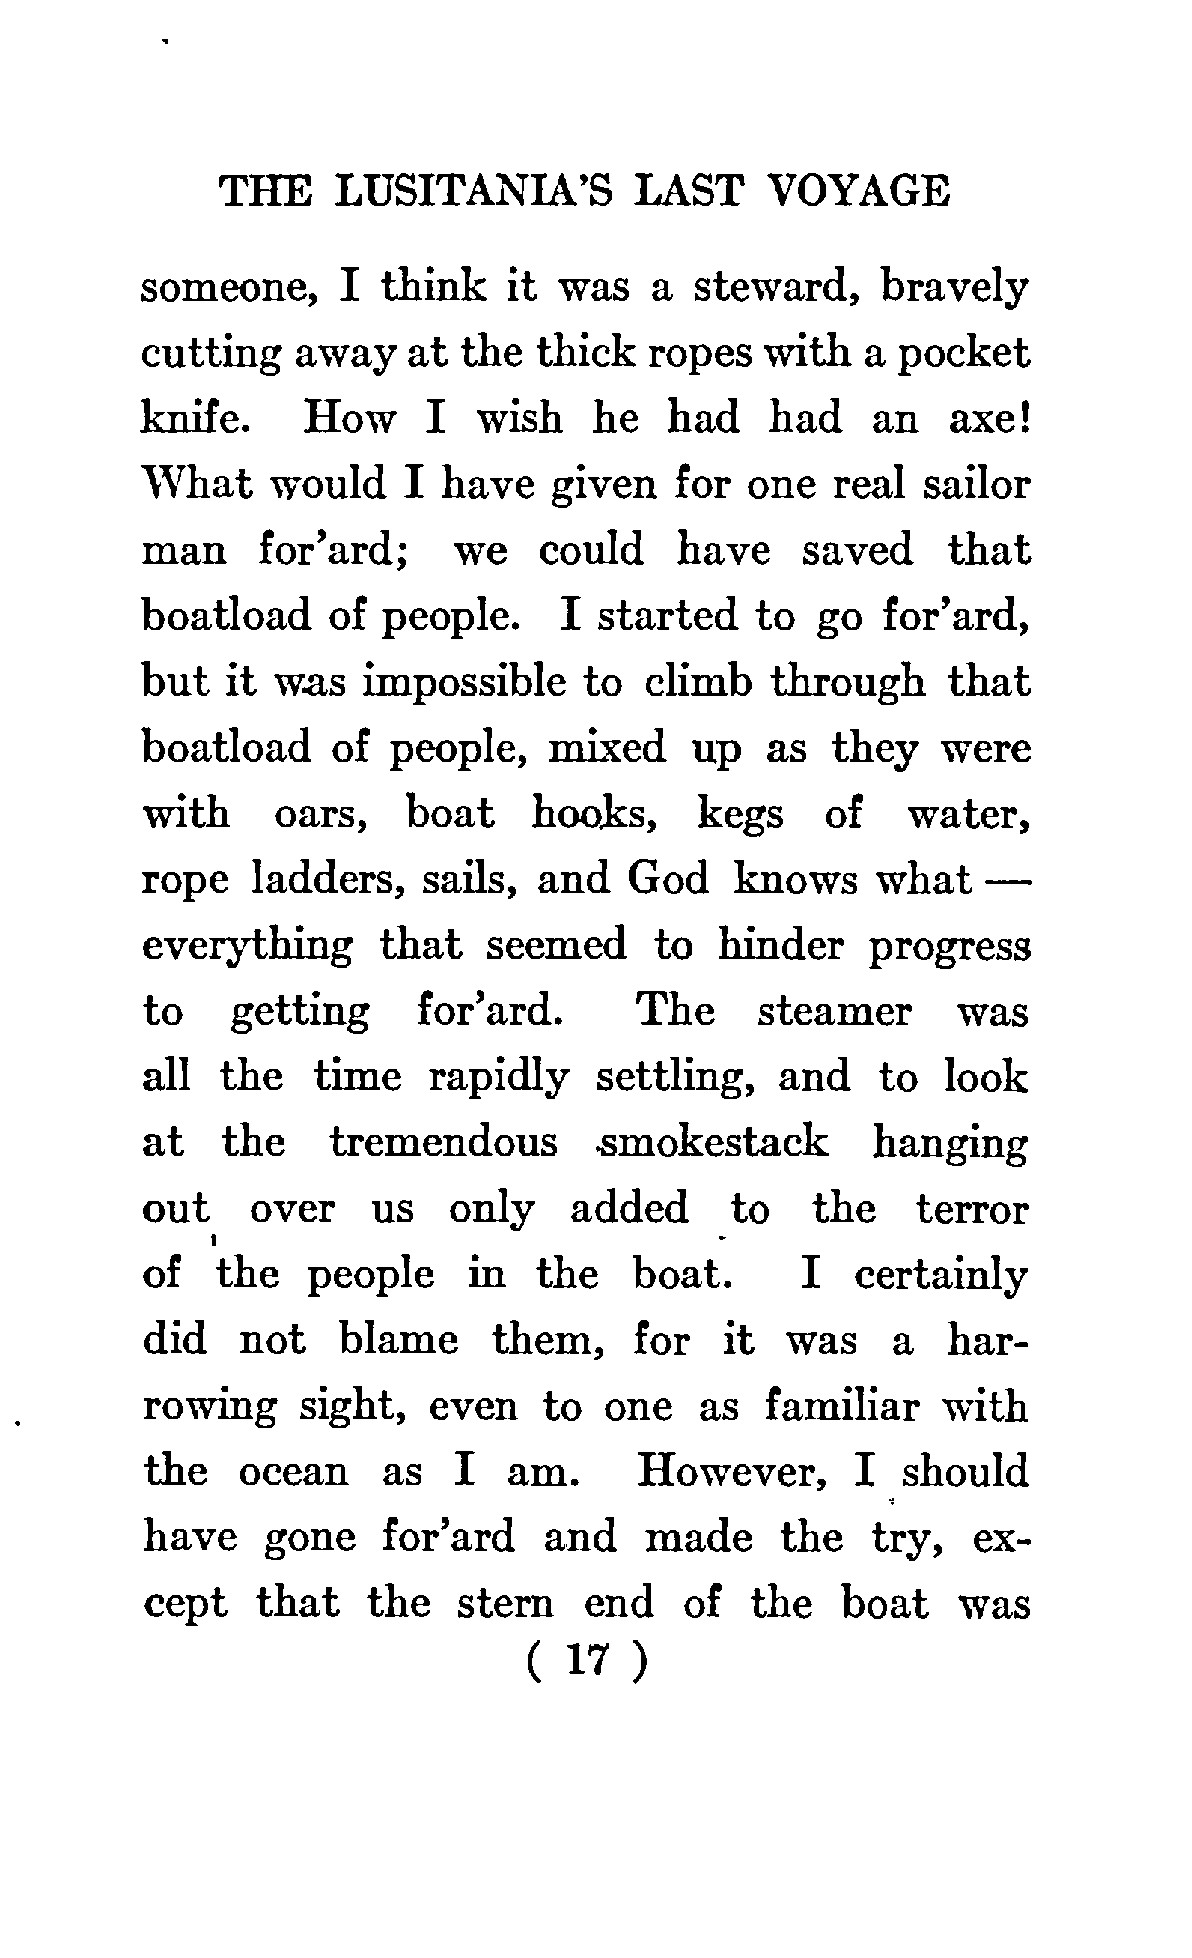 THE LUSITANIA'S LAST VOYAGE
someone, I think it was a steward, bravely
cutting away at the thick ropes with a pocket
knife. How I wish he had had an axe!
What would I have given for one real sailor
man for'ard; we could have saved that
boatload of people. I started to go for'ard,
but it was impossible to climb through that
boatload of people, mixed up as they were
with oars, boat hooks, kegs of water,
rope ladders, sails, and God knows what —
everything that seemed to hinder progress
to getting for'ard. The steamer was
all the time rapidly settling, and to look
at the tremendous smokestack hanging
out over us only added to the terror
of the people in the boat. I certainly
did not blame them, for it was a har-
rowing sight, even to one as familiar with
the ocean as I am. However, I should
have gone for'ard and made the try, ex-
cept that the stern end of the boat was
( 17 )